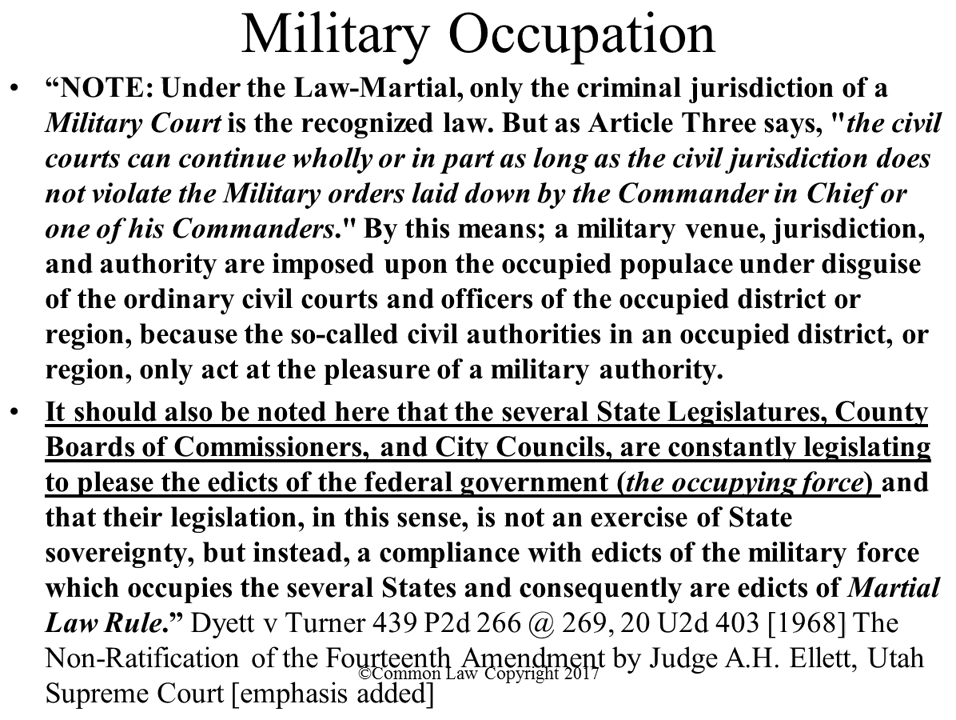 Military Occupation
• “NOTE: Under the Law-Martial, only the criminal jurisdiction of a
Military Court is the recognized law. But as Article Three says, "the civil
courts can continue wholly or in part as long as the civil jurisdiction does
not violate the Military orders laid down by the Commander in Chief or
one of his Commanders." By this means; a military venue, jurisdiction,
and authority are imposed upon the occupied populace under disguise
of the ordinary civil courts and officers of the occupied district or
region, because the so-called civil authorities in an occupied district, or
region, only act at the pleasure of a military authority.
• It should also be noted here that the several State Legislatures, County
Boards of Commissioners, and City Councils, are constantly legislating
to please the edicts of the federal government (the occupying force) and
that their legislation, in this sense, is not an exercise of State
sovereignty, but instead, a compliance with edicts of the military force
which occupies the several States and consequently are edicts of Martial
Law Rule.” Dyett v Turner 439 P2d 266 @ 269, 20 U2d 403 [1968] The
Non-Ratification of the Fourteenth Amendment by Judge A.H. Ellett, Utah
©Common Law Copyright 2017
Supreme Court [emphasis added]